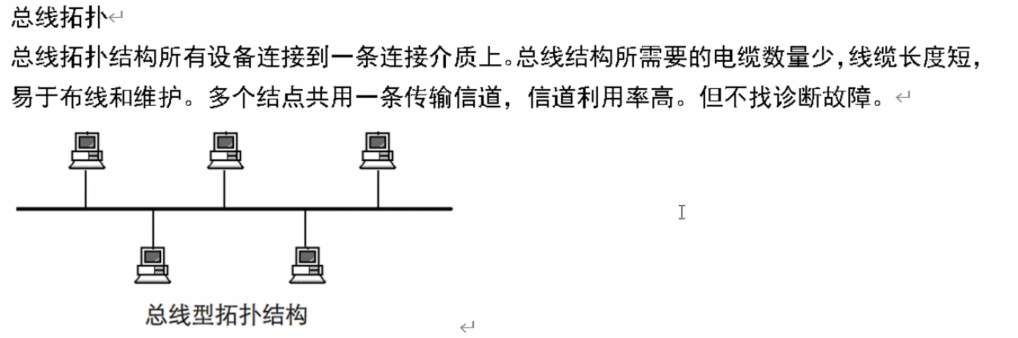 总线拓扑
总线拓扑结构所有设备连接到一条连接介质上。总线结构所需要的电缆数量少,线缆长度短,
易于布线和维护。多个结点共用一条传输信道，信道利用率高。但不找诊断故障。
总线型拓扑结构